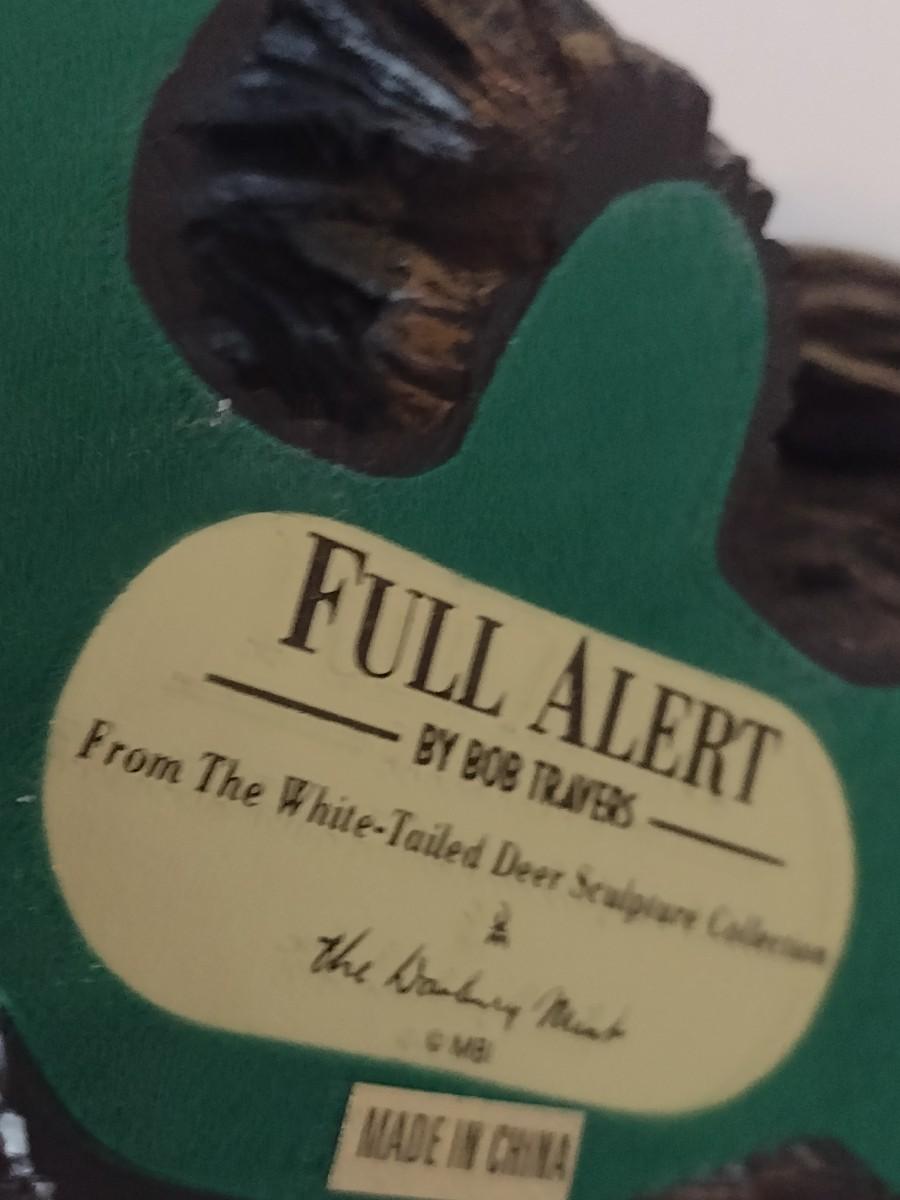 FULL ALERT
BY BOB TRAVERS
From The White-Tailed Deer Sculpture Collection
the Danbury Mint
© MBI
MADE IN CHINA